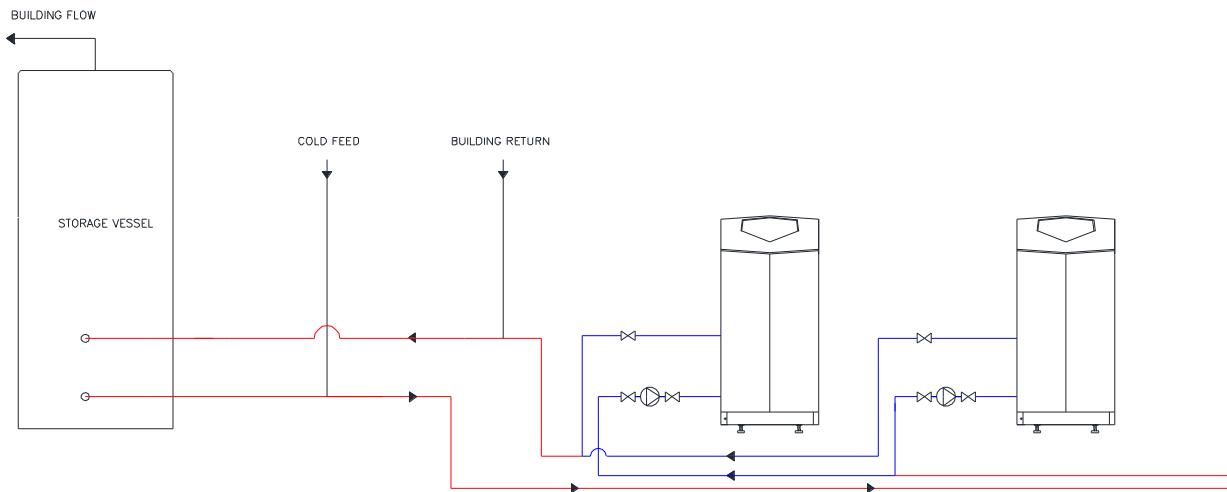 BUILDING FLOW
COLD FEED
BUILDING RETURN
STORAGE VESSEL